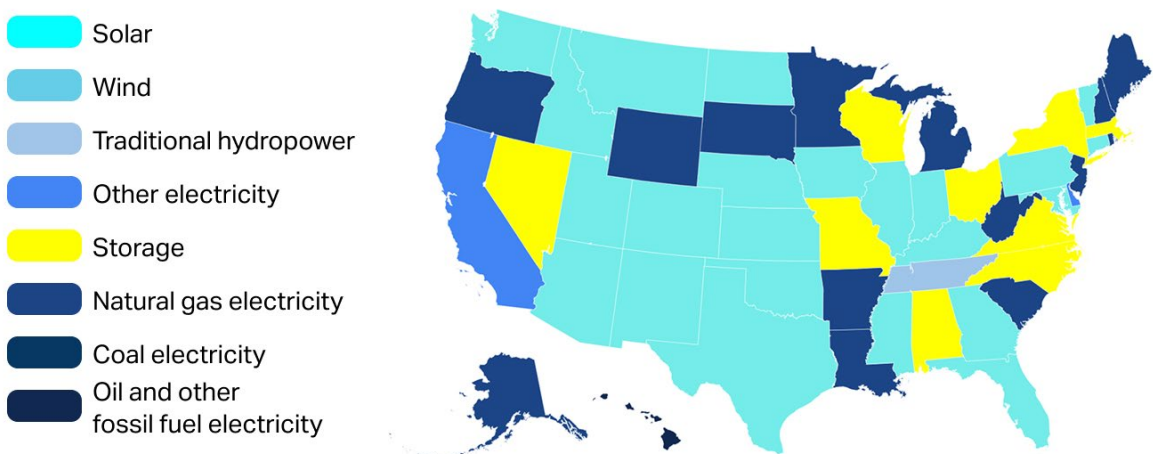 Solar
Wind
Traditional hydropower
Other electricity
Storage
Natural gas electricity
Coal electricity
Oil and other
fossil fuel electricity